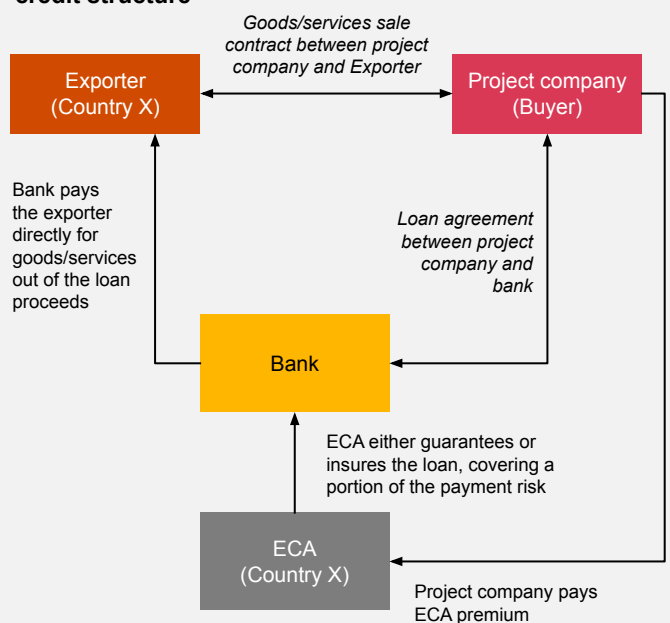 credit structure
Goods/services sale
contract between project
company and Exporter
Exporter
(Country X)
Project company
(Buyer)
Bank pays
the exporter
directly for
goods/services
out of the loan
proceeds
Loan agreement
between project
company and
bank
Bank
ECA either guarantees or
insures the loan, covering a
portion of the payment risk
ECA
(Country X)
Project company pays
ECA premium